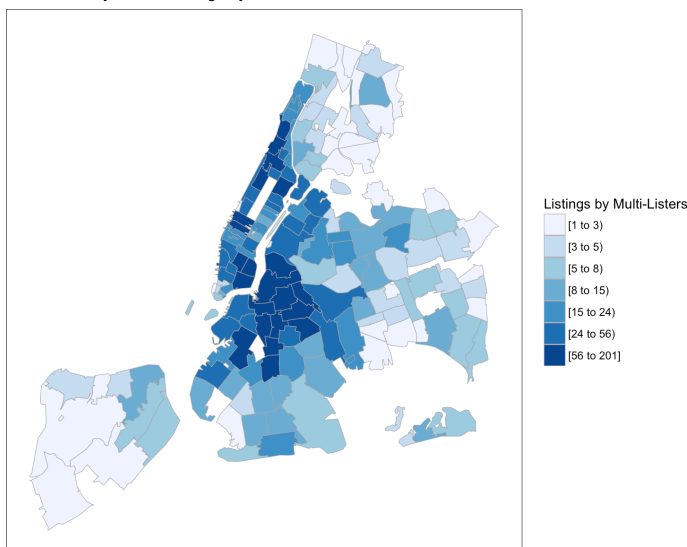 Listings by Multi-Listers
[1 to 3)
[3 to 5)
[5 to 8)
[8 to 15)
[15 to 24)
[24 to 56)
[56 to 201]